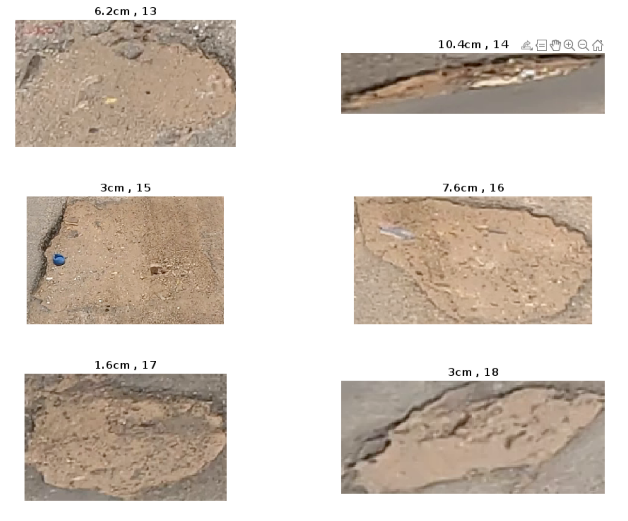 6.2cm , 13
10.4cm , 14
3cm , 15
7.6cm , 16
1.6cm , 17
3cm , 18